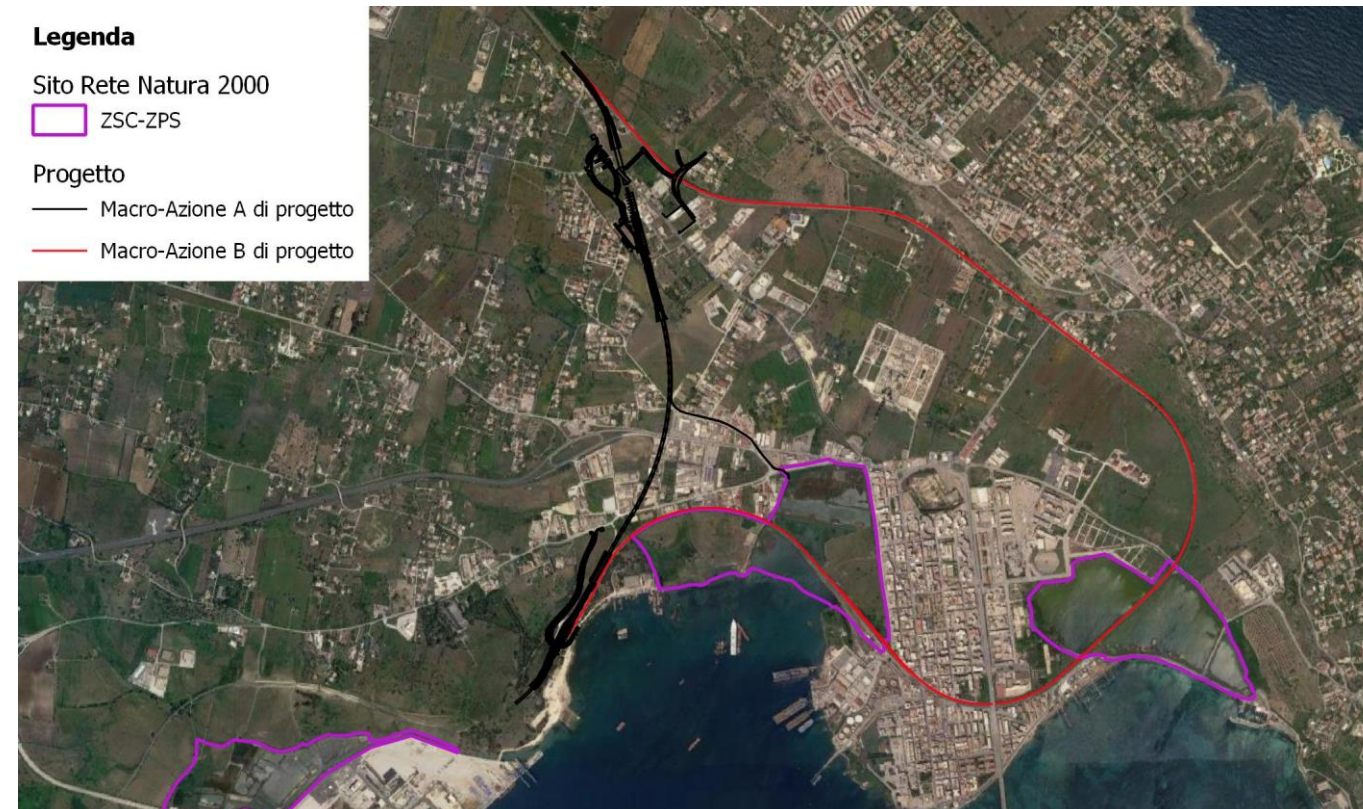 Legenda
Sito Rete Natura 2000
ZSC-ZPS
Progetto
Macro-Azione A di progetto
Macro-Azione B di progetto